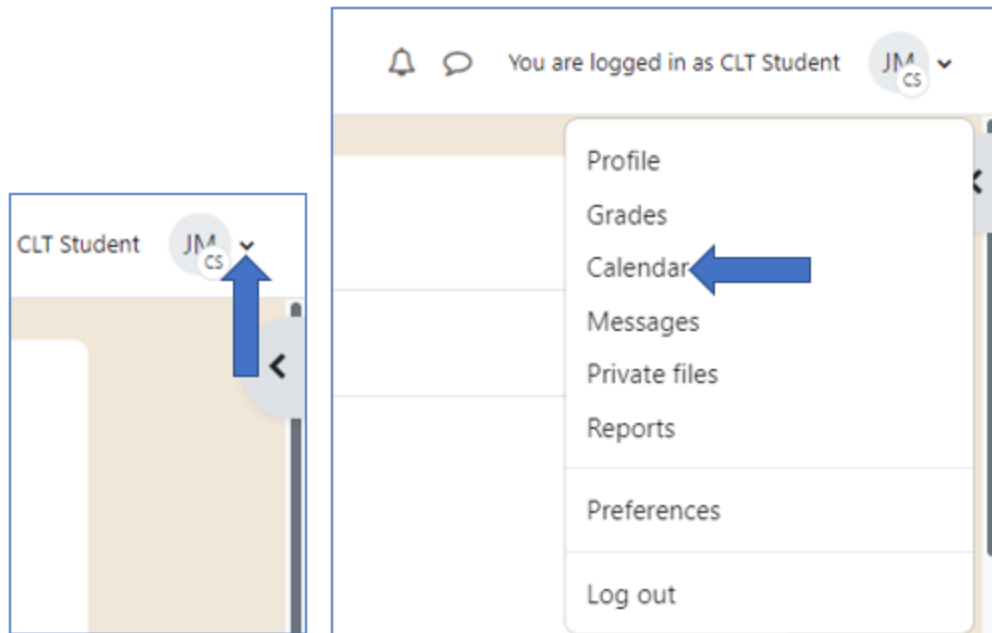 CLT Student JM
CS
You are logged in as CLT Student JM
CS
Profile
Grades
Calendar
Messages
Private files
Reports
Preferences
Log out